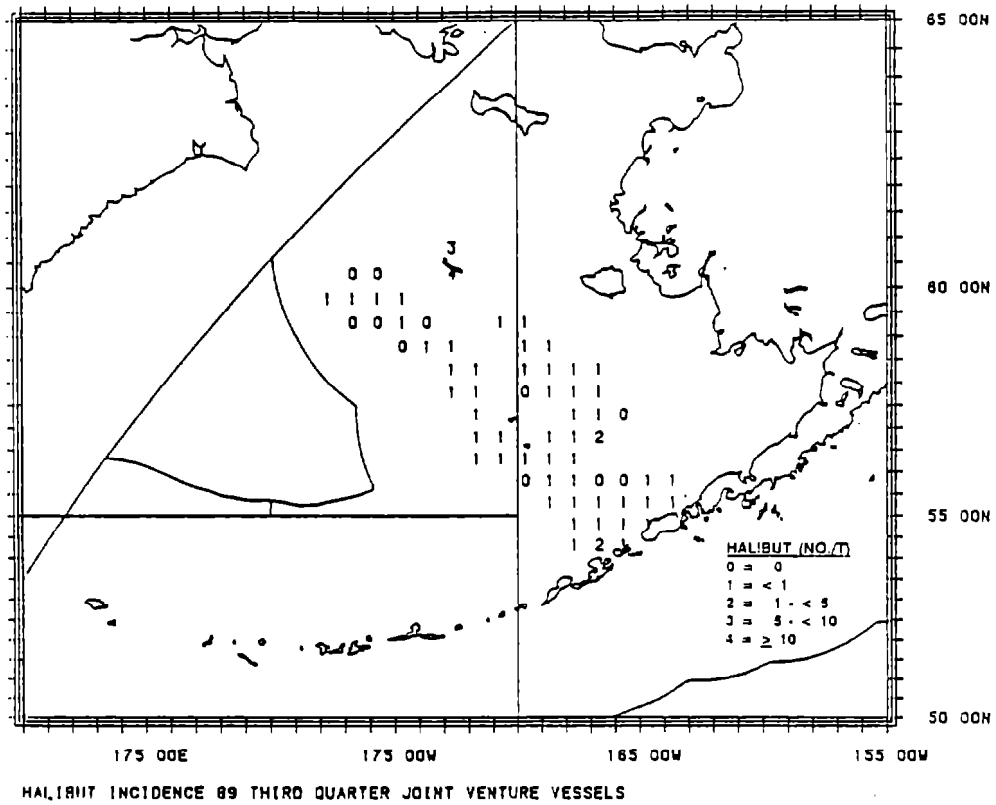 65 00N
3
0 0
60 00N
1 1 1 1
0 0 1 0 1 1
0 1 1 1 1
1 1 1 1 1 1
1 1 0 1 1 1
1 1 1 0
1 1 1 1 2
1 1 1 1 1
0 1 1 0 0 1 1
1 1 1 1 1 1
55 00N
1 1 1
1 2 1
HALIBUT (NO./T)
0 = 0
1 = < 1
2 = 1 - < 5
3 = 5 - < 10
4 = ≥ 10
50 00N
175 00E 175 00W 165 00W 155 00W
HALIBUT INCIDENCE 89 THIRD QUARTER JOINT VENTURE VESSELS